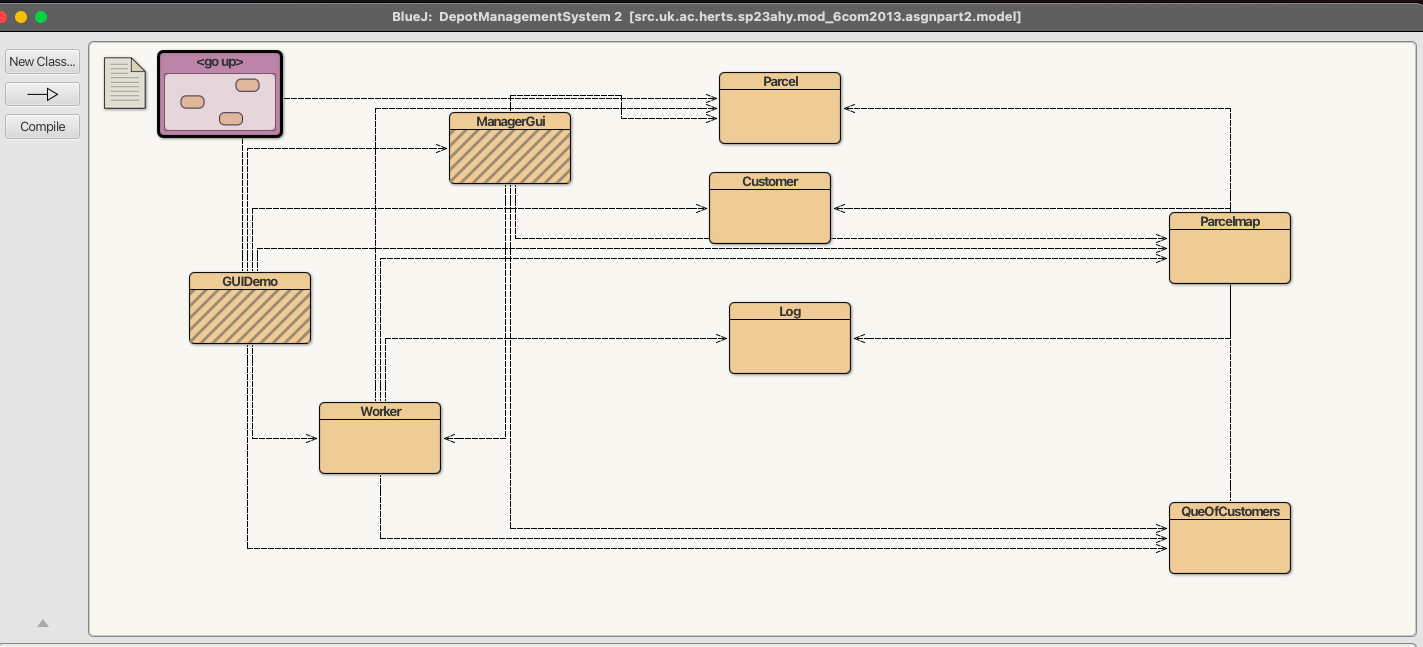 BlueJ: DepotManagementSystem 2 [src.uk.ac.herts.sp23ahy.mod_6com2013.asgnpart2.model]
New Class...
Compile
<go up>
Parcel
ManagerGui
Customer
Parcelmap
GUIDemo
Log
Worker
QueOfCustomers